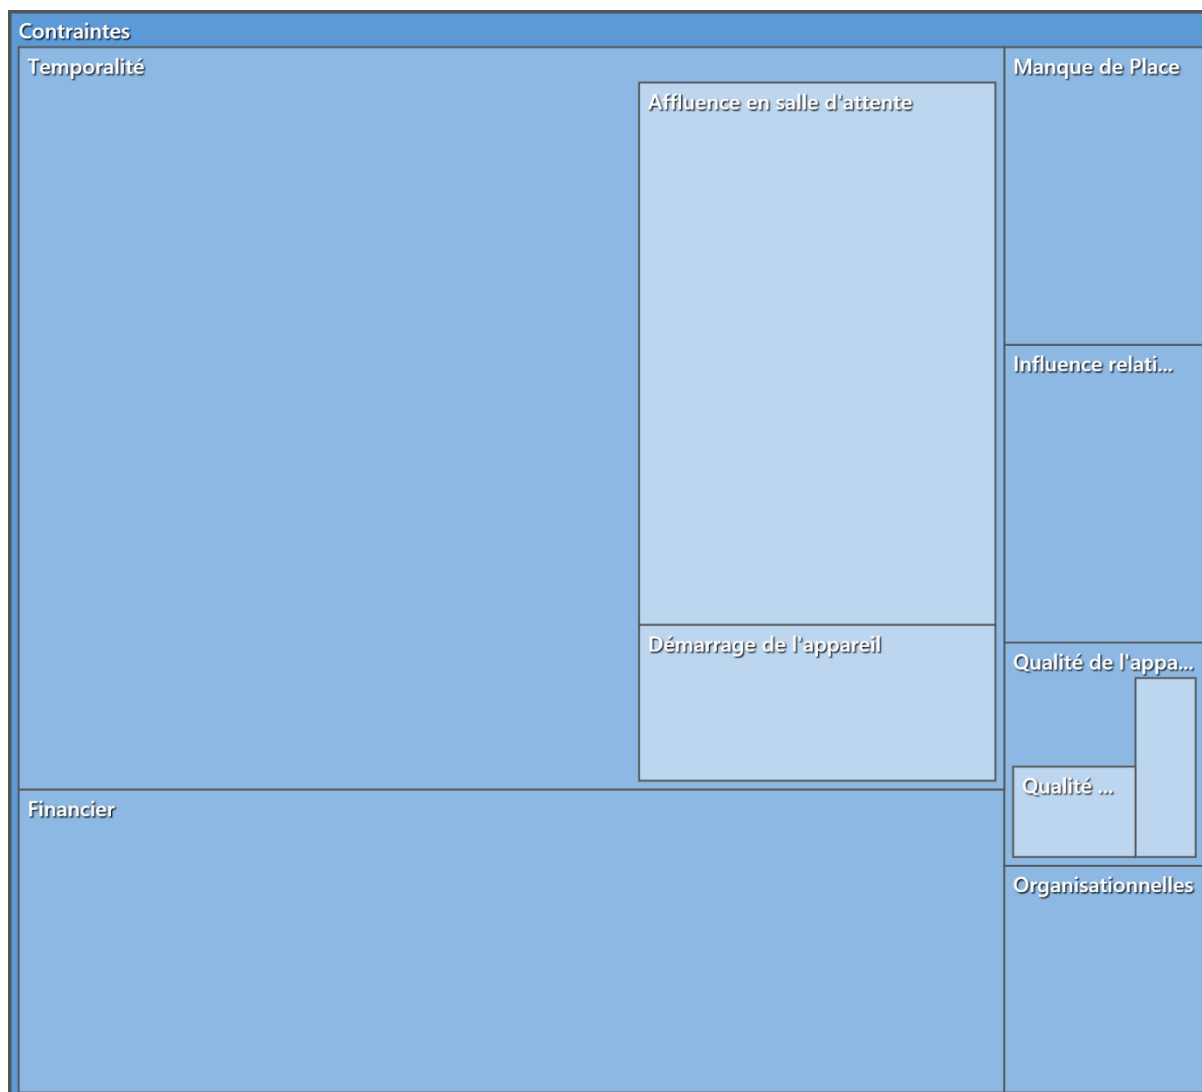 Contraintes
Temporalité
Affluence en salle d'attente
Démarrage de l'appareil
Financier
Manque de Place
Influence relati...
Qualité de l'appa...
Qualité ...
Organisationnelles